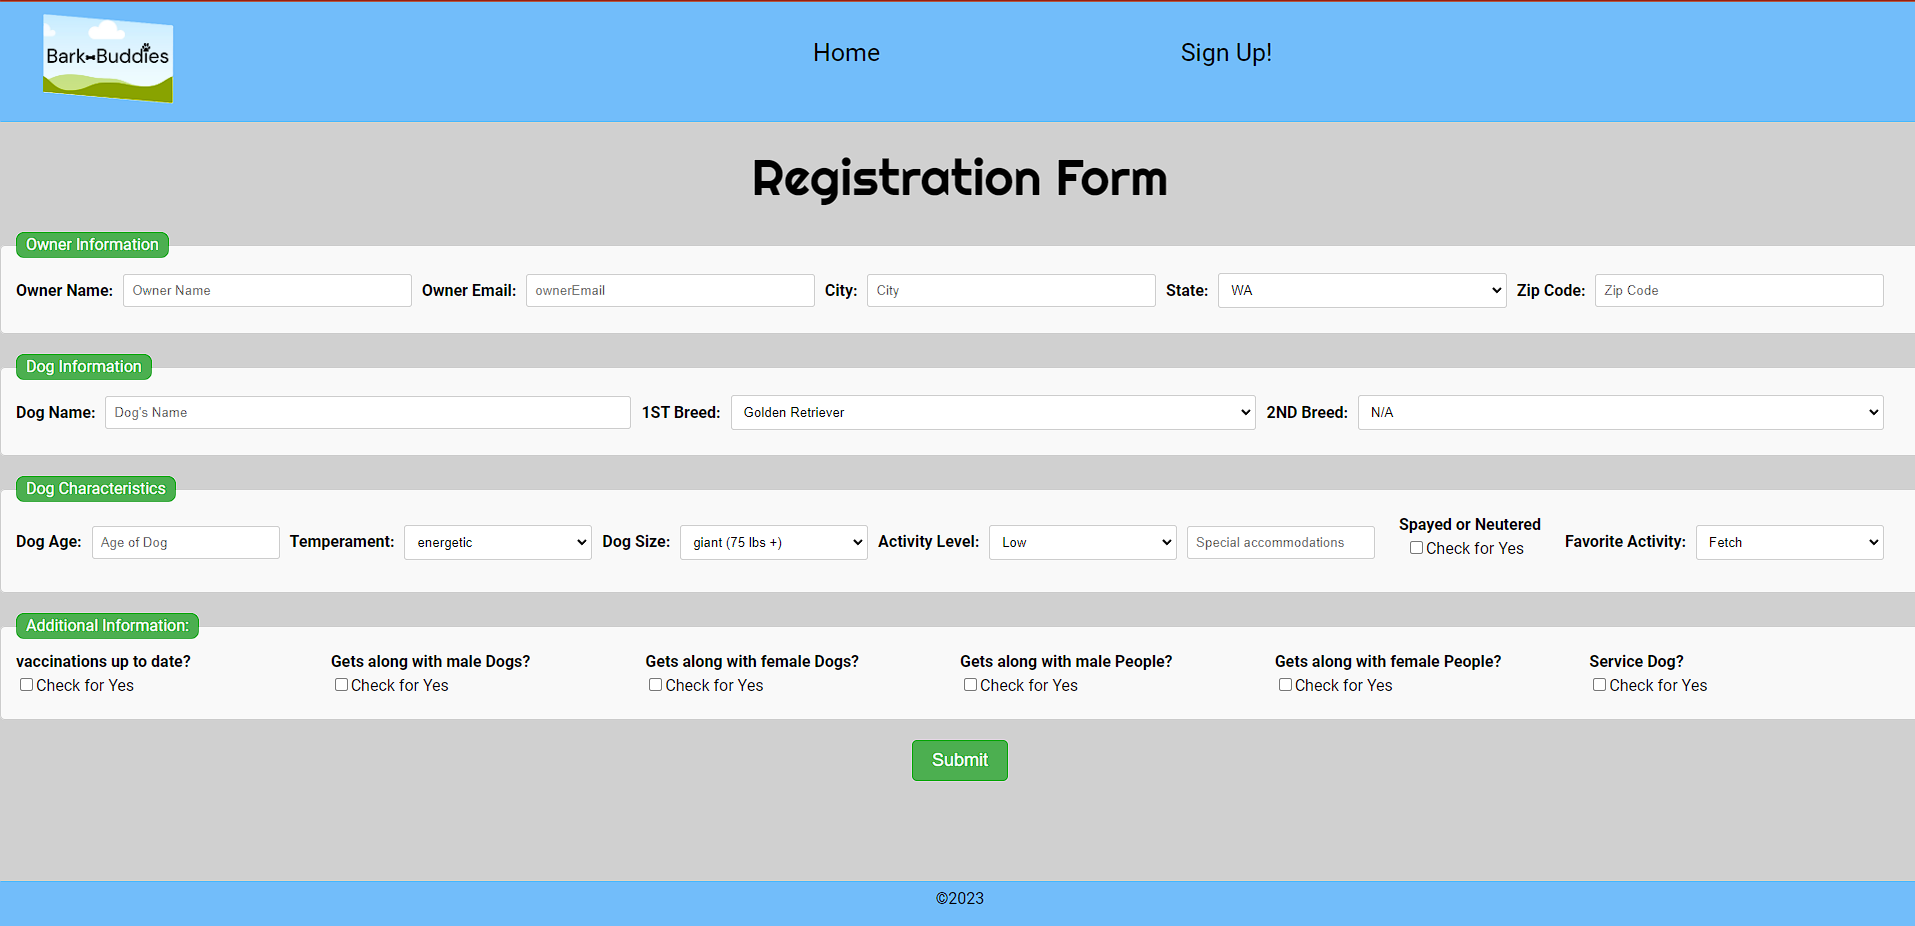 Bark Buddies
Home
Sign Up!
Registration Form
Owner Information
Owner Name: Owner Name Owner Email: ownerEmail City: City State: WA Zip Code: Zip Code
Dog Information
Dog Name: Dog's Name 1ST Breed: Golden Retriever 2ND Breed: N/A
Dog Characteristics
Dog Age: Age of Dog Temperament: energetic Dog Size: giant (75 lbs +) Activity Level: Low Special accommodations
Spayed or Neutered
Check for Yes
Favorite Activity: Fetch
Additional Information:
vaccinations up to date?
Check for Yes
Gets along with male Dogs?
Check for Yes
Gets along with female Dogs?
Check for Yes
Gets along with male People?
Check for Yes
Gets along with female People?
Check for Yes
Service Dog?
Check for Yes
Submit
©2023